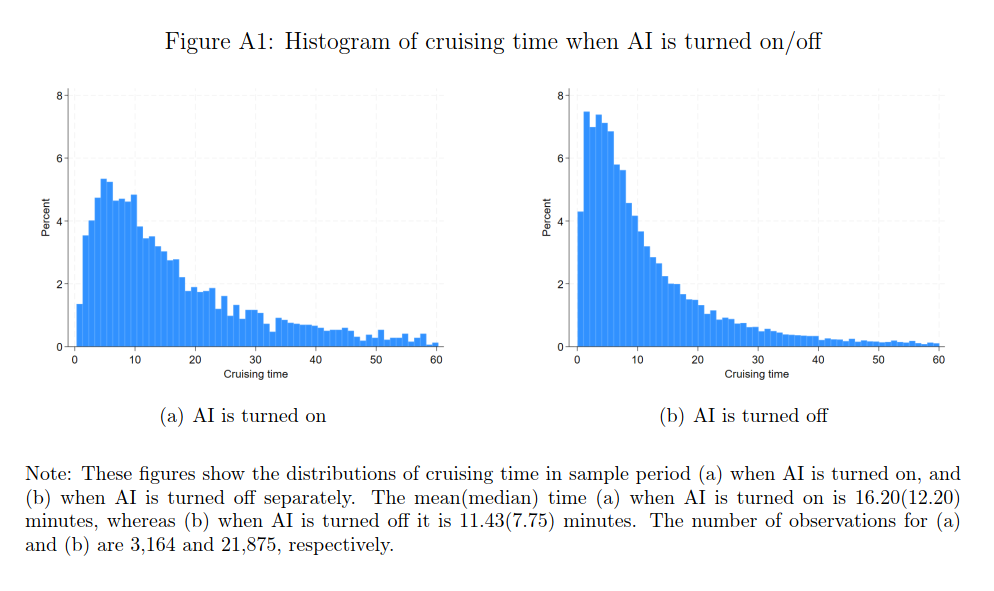 Figure A1: Histogram of cruising time when AI is turned on/off
8
6
4
2
0
Percent
0 10 20 30 40 50 60
Cruising time
(a) AI is turned on
8
6
4
2
0
Percent
0 10 20 30 40 50 60
Cruising time
(b) AI is turned off
Note: These figures show the distributions of cruising time in sample period (a) when AI is turned on, and
(b) when AI is turned off separately. The mean(median) time (a) when AI is turned on is 16.20(12.20)
minutes, whereas (b) when AI is turned off it is 11.43(7.75) minutes. The number of observations for (a)
and (b) are 3,164 and 21,875, respectively.